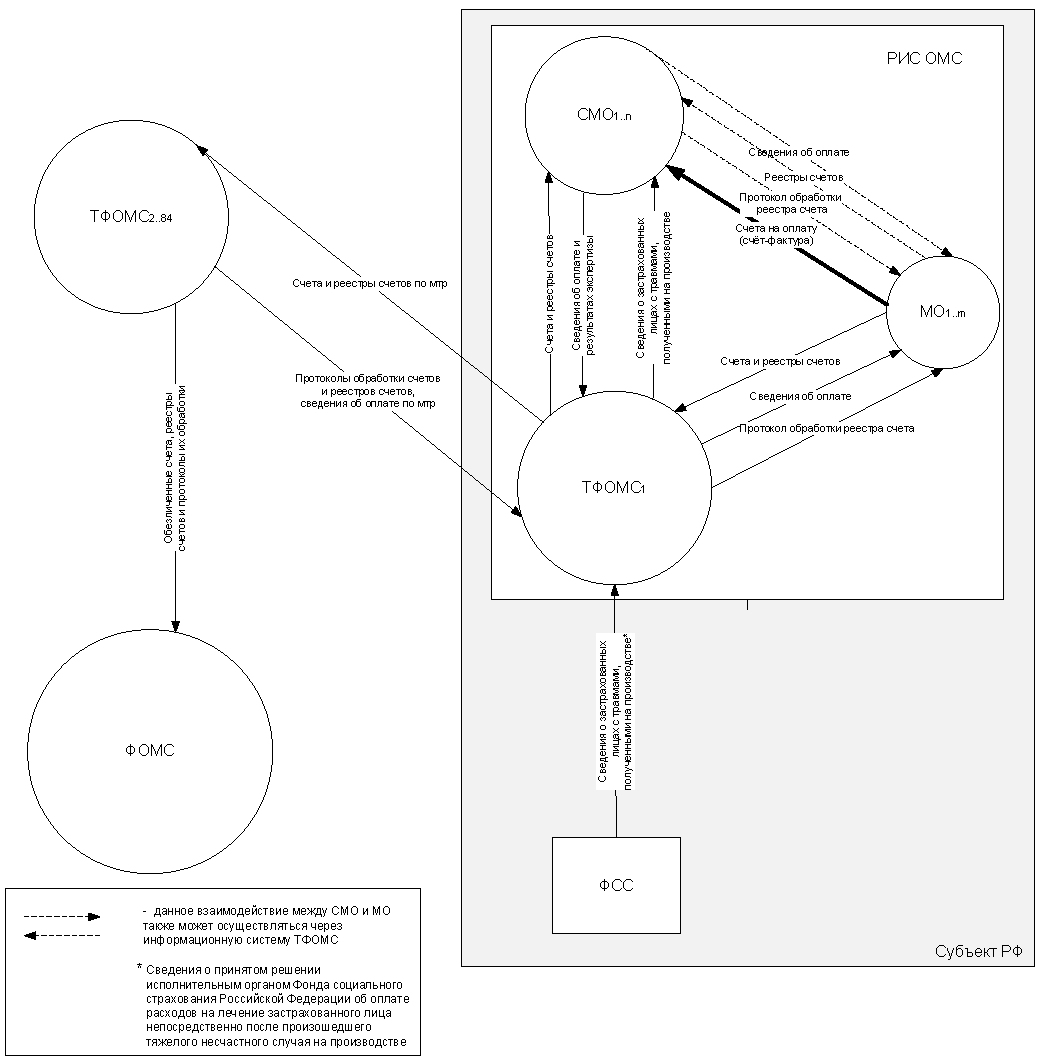 РИС ОМС
СМО1..n
Сведения об оплате
Реестры счетов
Протокол обработки
реестра счета
Счета на оплату
(счёт-фактура)
ТФОМС2..84
МО1..m
Счета и реестры счетов по мтр
Счета и реестры счетов
Сведения об оплате и
результатах экспертизы
Сведения о застрахованных
лицах с травмами,
полученными на производстве
Счета и реестры счетов
Сведения об оплате
Протокол обработки реестра счета
Протоколы обработки счетов
и реестров счетов,
сведения об оплате по мтр
Обезличенные счета, реестры
счетов и протоколы их обработки
ТФОМС1
Сведения о застрахованных
лицах с травмами,
полученными на производстве*
ФОМС
ФСС
Субъект РФ
- данное взаимодействие между СМО и МО
также может осуществляться через
информационную систему ТФОМС
* Сведения о принятом решении
исполнительным органом Фонда социального
страхования Российской Федерации об оплате
расходов на лечение застрахованного лица
непосредственно после произошедшего
тяжелого несчастного случая на производстве